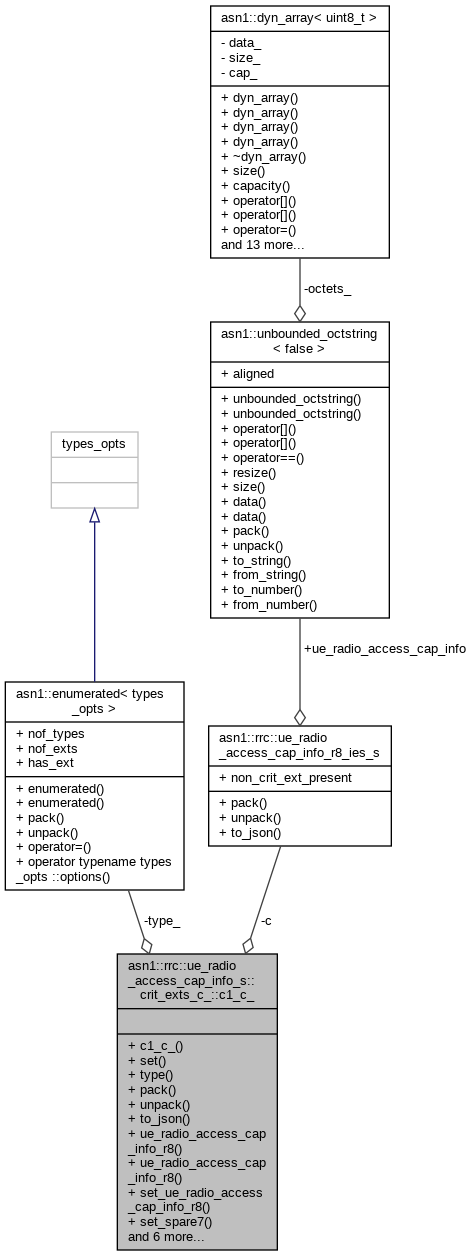 asn1::dyn_array< uint8_t >
- data_
- size_
- cap_
+ dyn_array()
+ dyn_array()
+ dyn_array()
+ dyn_array()
+ ~dyn_array()
+ size()
+ capacity()
+ operator[]()
+ operator[]()
+ operator=()
and 13 more...
-octets_
asn1::unbounded_octstring
< false >
+ aligned
+ unbounded_octstring()
+ unbounded_octstring()
+ operator[]()
+ operator[]()
+ operator==()
+ resize()
+ size()
+ data()
+ data()
+ pack()
+ unpack()
+ to_string()
+ from_string()
+ to_number()
+ from_number()
types_opts
+ue_radio_access_cap_info
asn1::enumerated< types
_opts >
+ nof_types
+ nof_exts
+ has_ext
+ enumerated()
+ enumerated()
+ pack()
+ unpack()
+ operator=()
+ operator typename types
_opts ::options()
asn1::rrc::ue_radio
_access_cap_info_r8_ies_s
+ non_crit_ext_present
+ pack()
+ unpack()
+ to_json()
-type_
-c
asn1::rrc::ue_radio
_access_cap_info_s::
crit_exts_c_::c1_c_
+ c1_c_()
+ set()
+ type()
+ pack()
+ unpack()
+ to_json()
+ ue_radio_access_cap
_info_r8()
+ ue_radio_access_cap
_info_r8()
+ set_ue_radio_access
_cap_info_r8()
+ set_spare7()
and 6 more...